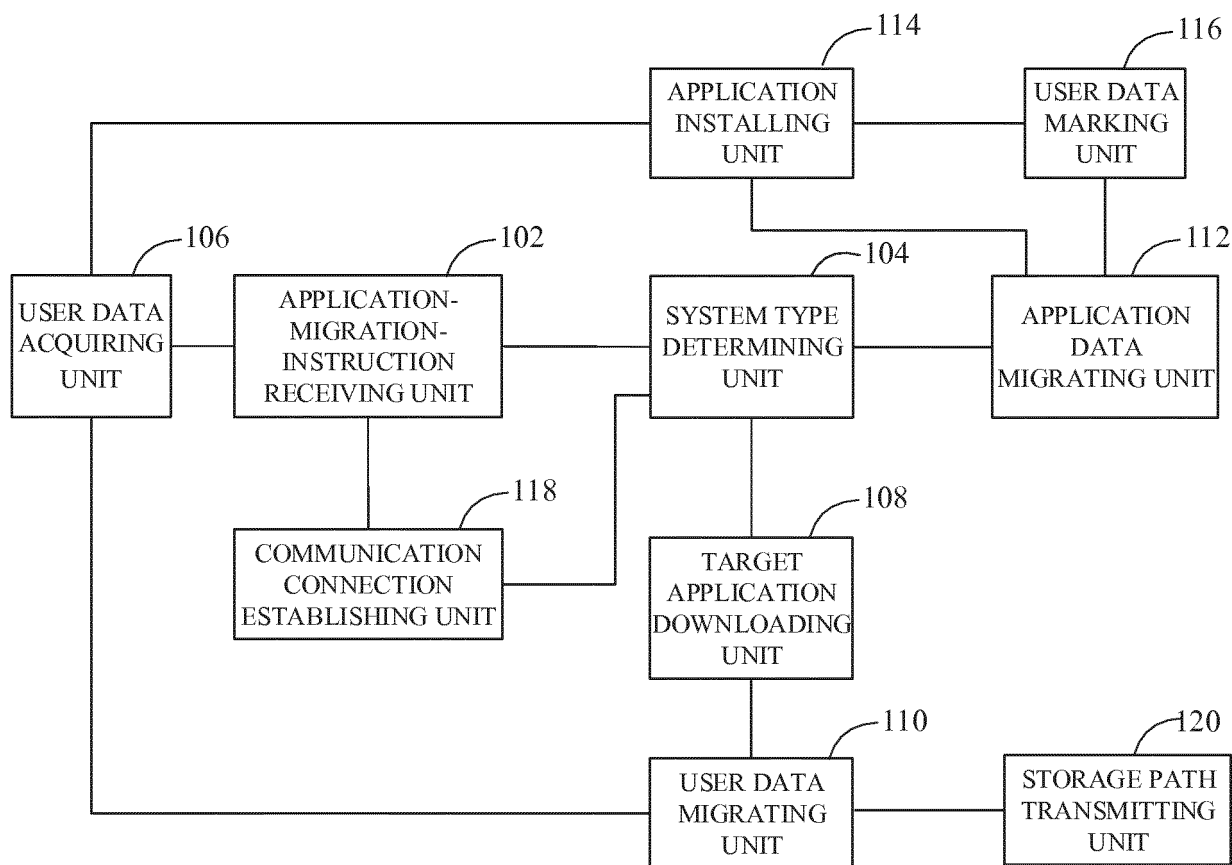 114
116
APPLICATION
INSTALLING
UNIT
USER DATA
MARKING
UNIT
106
102
104
112
USER DATA
ACQUIRING
UNIT
APPLICATION-
MIGRATION-
INSTRUCTION
RECEIVING UNIT
SYSTEM TYPE
DETERMINING
UNIT
APPLICATION
DATA
MIGRATING UNIT
118
108
COMMUNICATION
CONNECTION
ESTABLISHING UNIT
TARGET
APPLICATION
DOWNLOADING
UNIT
110
120
USER DATA
MIGRATING
UNIT
STORAGE PATH
TRANSMITTING
UNIT